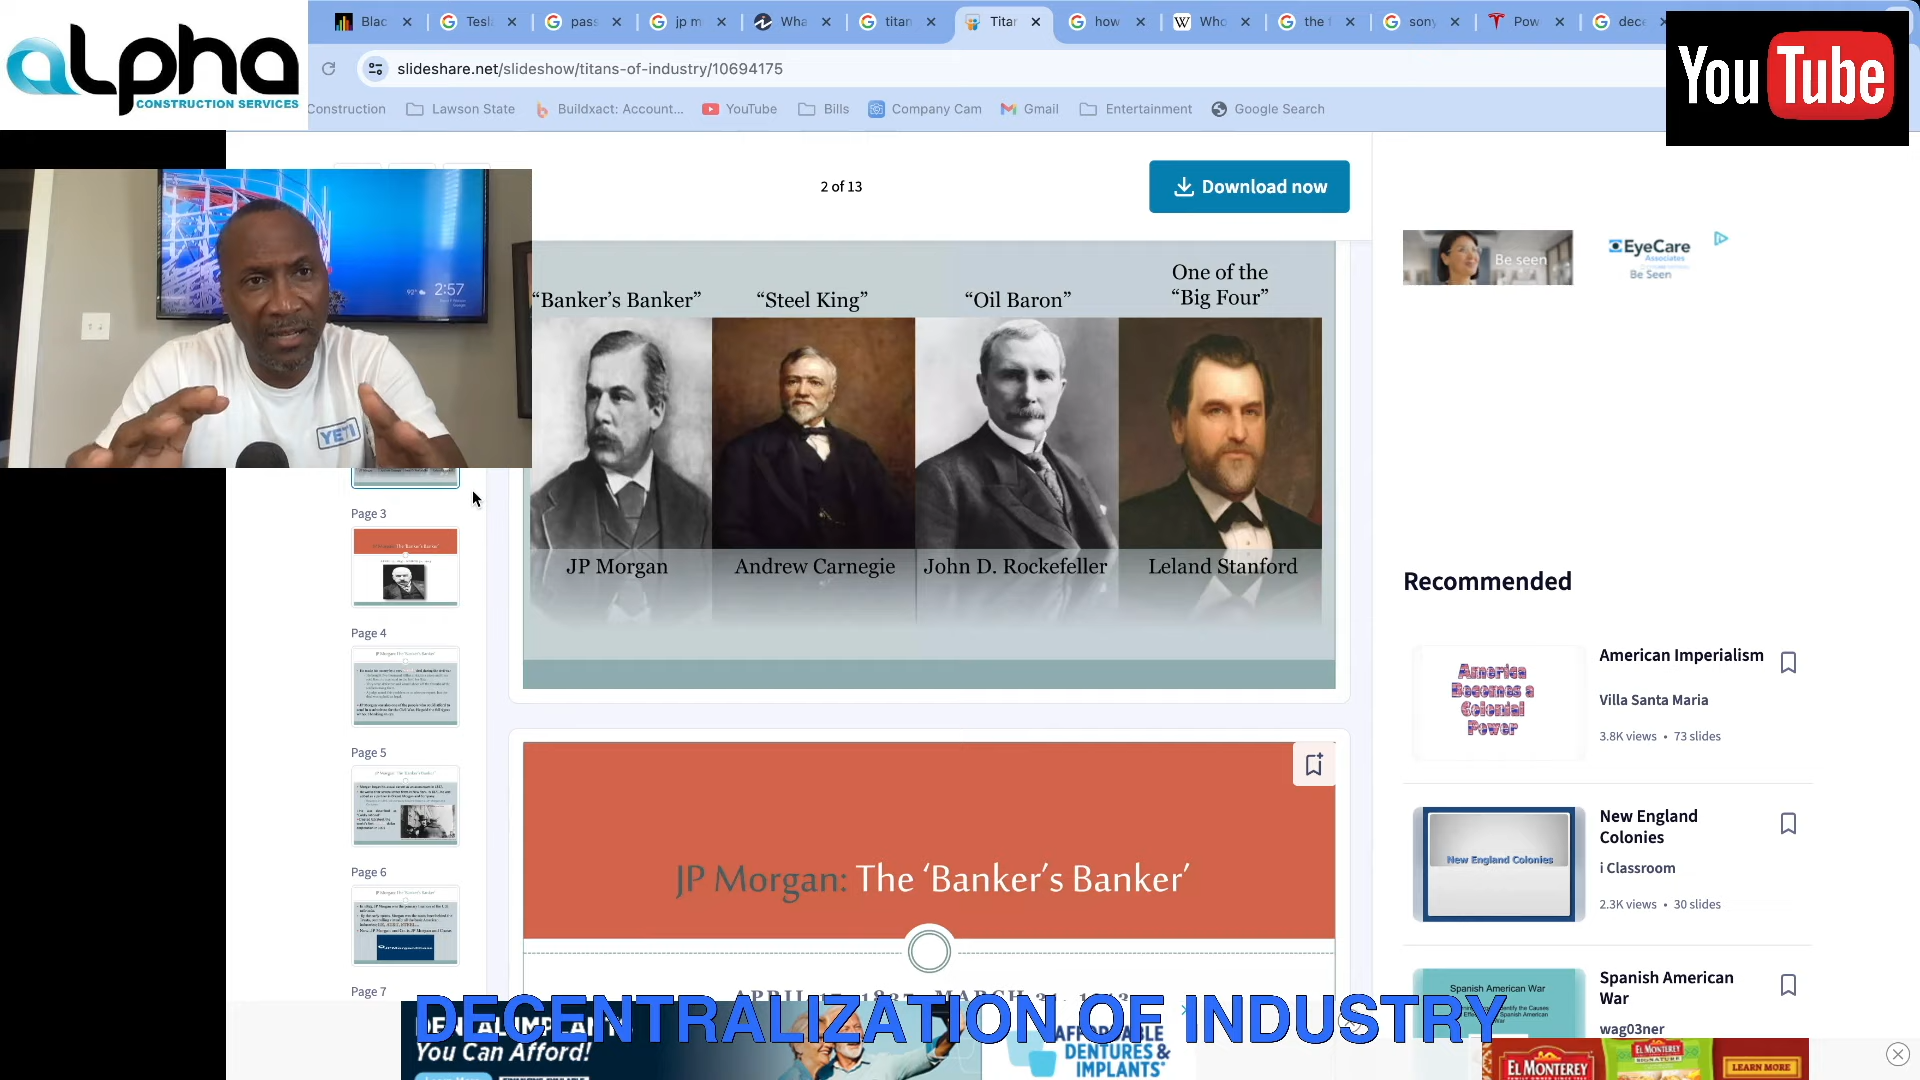 aLpha
CONSTRUCTION SERVICES
Blac
Tesl
pass
jp m
Wha
titan
Titan
how
Who
the f
sony
Pow
dece
slideshare.net/slideshow/titans-of-industry/10694175
Construction
Lawson State
Buildxact: Account...
YouTube
Bills
Company Cam
Gmail
Entertainment
Google Search
YouTube
2 of 13
Download now
2:57
YETI
"Banker's Banker"
"Steel King"
"Oil Baron"
One of the
"Big Four"
JP Morgan
Andrew Carnegie
John D. Rockefeller
Leland Stanford
Be seen
EyeCare
Associates
Be Seen
Page 3
Page 4
Page 5
Page 6
Page 7
JP Morgan: The 'Banker's Banker'
Recommended
America
Becomes a
Colonial
Power
American Imperialism
Villa Santa Maria
3.8K views • 73 slides
New England Colonies
New England
Colonies
i Classroom
2.3K views • 30 slides
Spanish American War
Spanish American
War
wag03ner
DECENTRALIZATION OF INDUSTRY
You Can Afford!
AFFORDABLE
DENTURES &
IMPLANTS
EL MONTEREY
EL MONTEREY
LEARN MORE